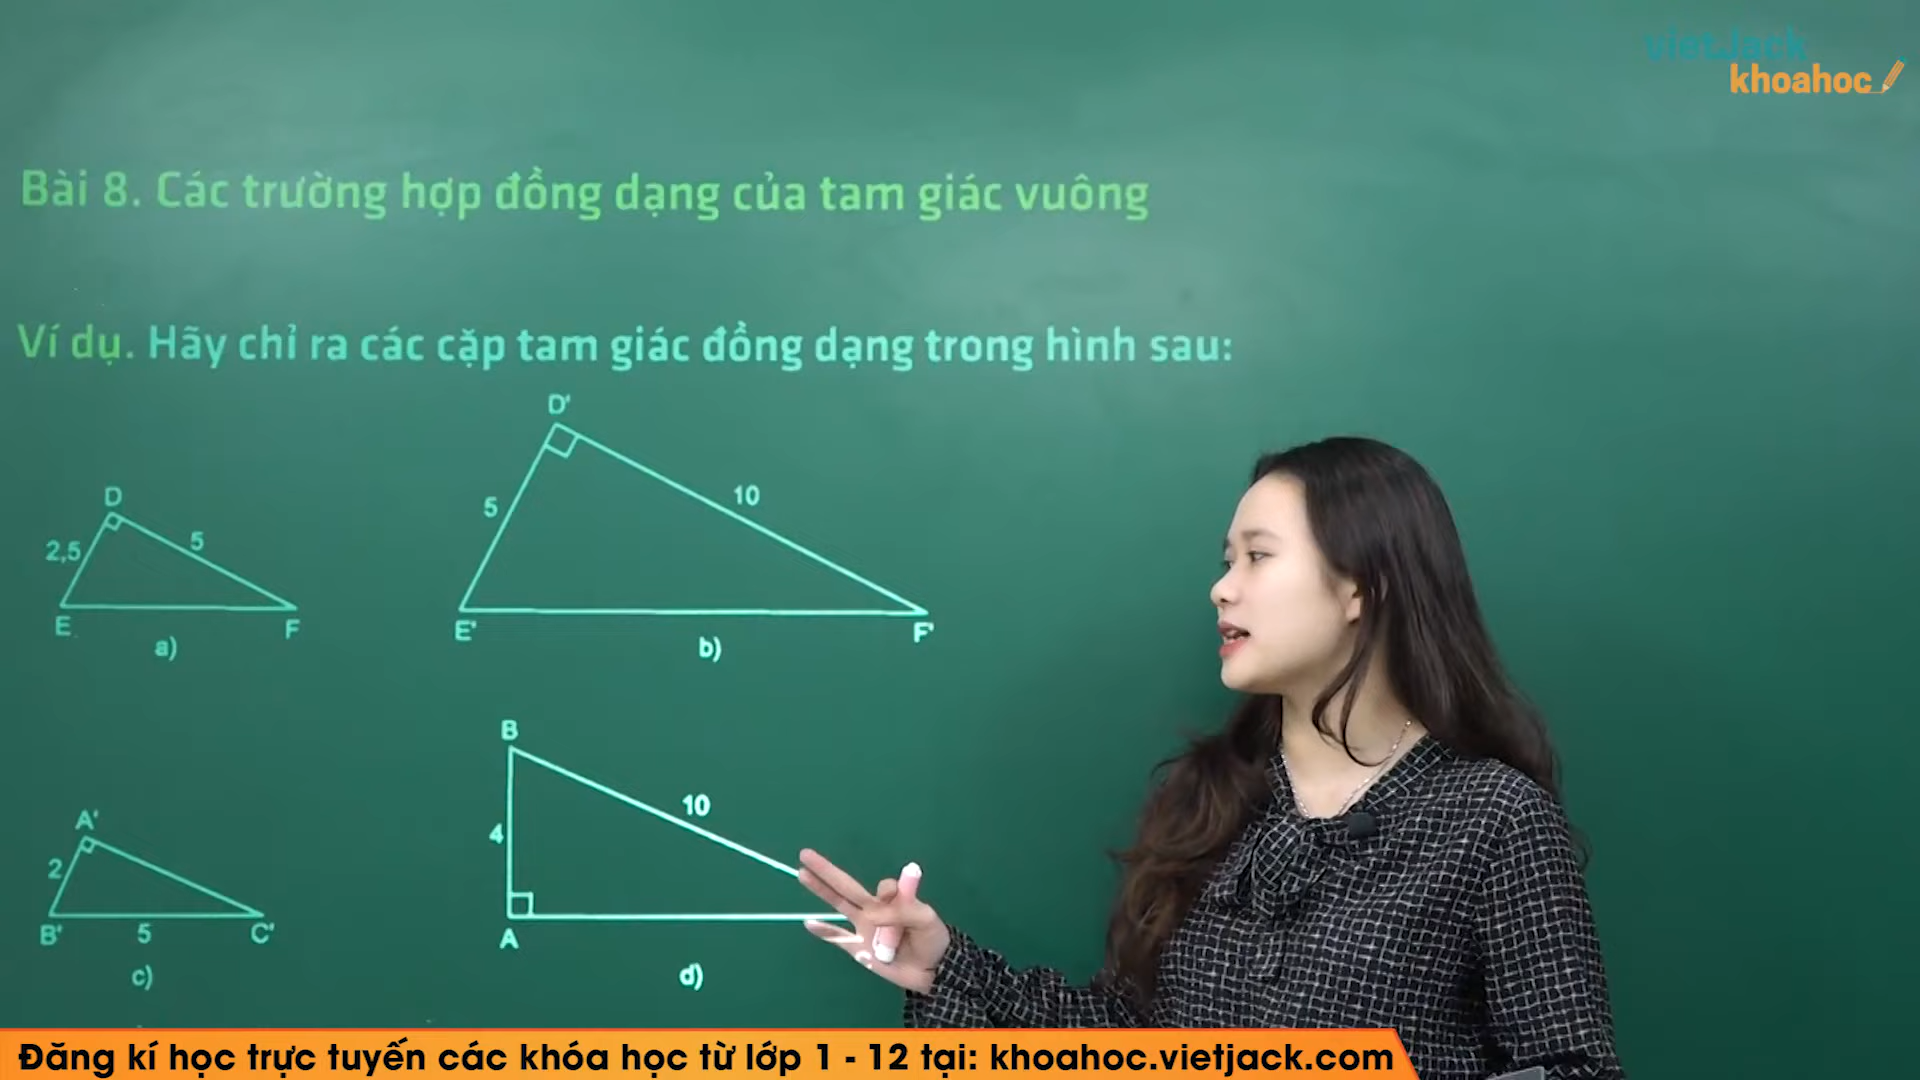 vietJack
khoahoc
Bài 8. Các trường hợp đồng dạng của tam giác vuông
Ví dụ. Hãy chỉ ra các cặp tam giác đồng dạng trong hình sau:
D
2,5
5
E
F
a)
D'
5
10
E'
F'
b)
A'
2
B'
5
C'
c)
B
4
10
A
d)
Đăng kí học trực tuyến các khóa học từ lớp 1 - 12 tại: khoahoc.vietjack.com